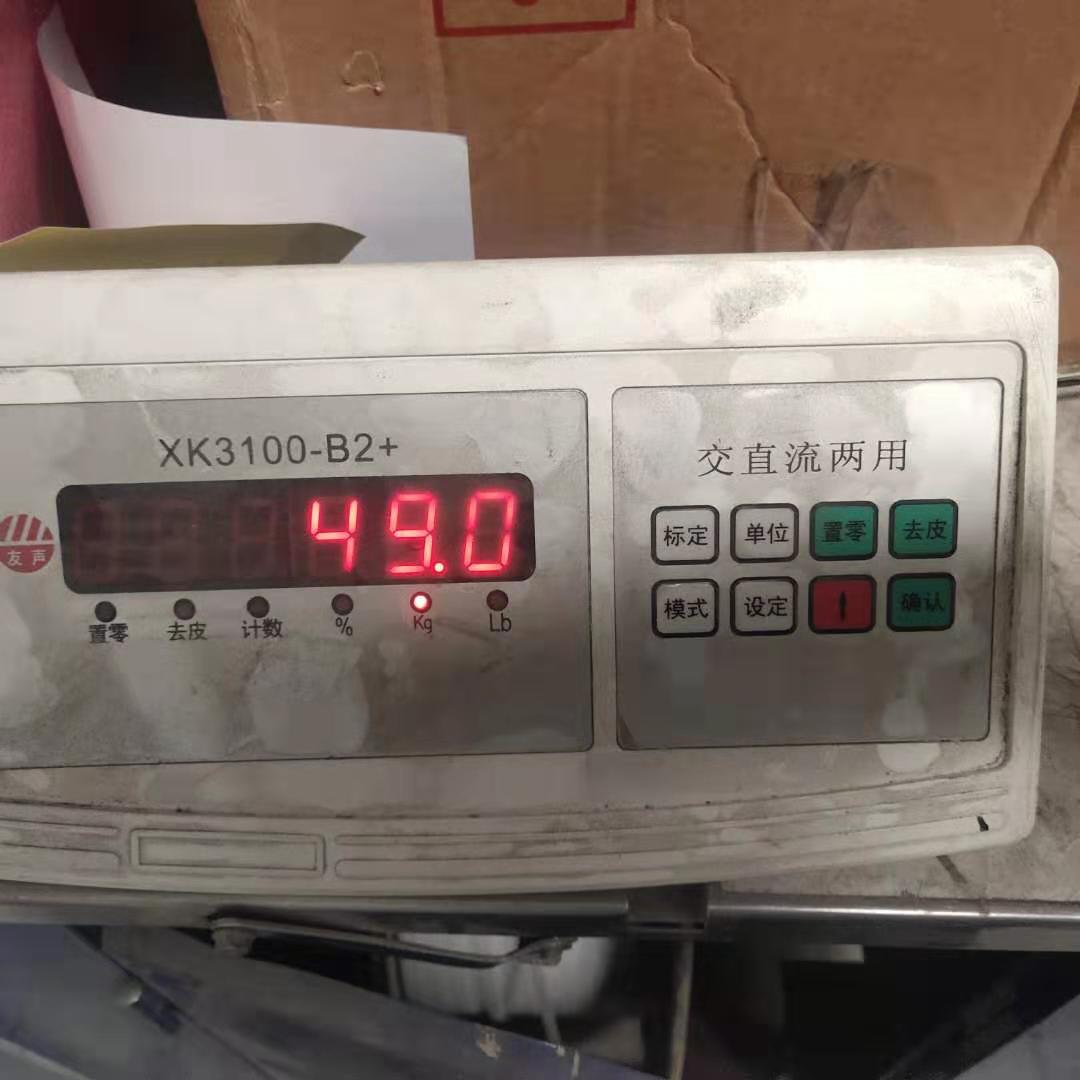 XK3100-B2+
49.0
友声
置零 去皮 计数 % Kg Lb
交直流两用
标定 单位 置零 去皮
模式 设定 确认